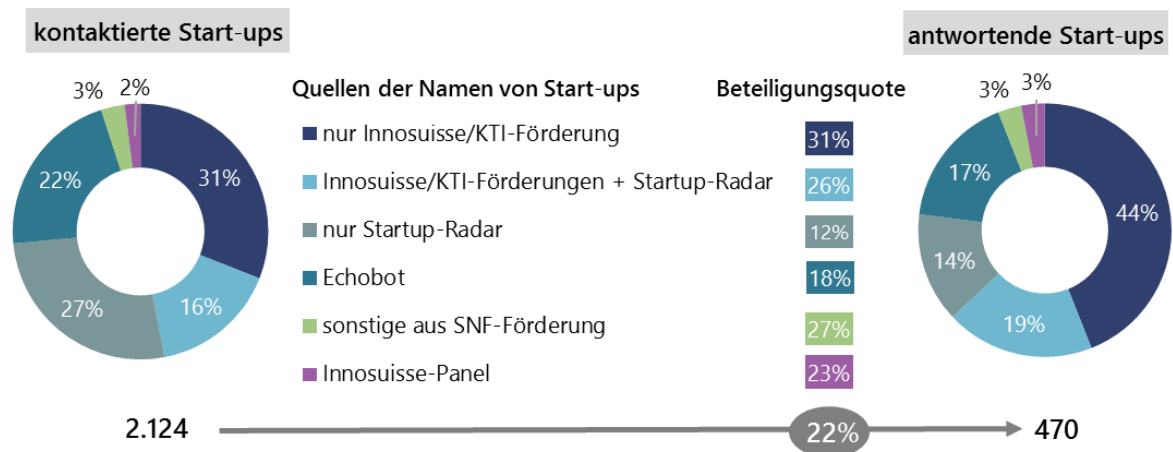 kontaktierte Start-ups
antwortende Start-ups
3%
2%
31%
16%
27%
22%
Quellen der Namen von Start-ups
Beteiligungsquote
nur Innosuisse/KTI-Förderung
31%
Innosuisse/KTI-Förderungen + Startup-Radar
26%
nur Startup-Radar
12%
Echobot
18%
sonstige aus SNF-Förderung
27%
Innosuisse-Panel
23%
3%
3%
44%
19%
14%
17%
2.124
22%
470